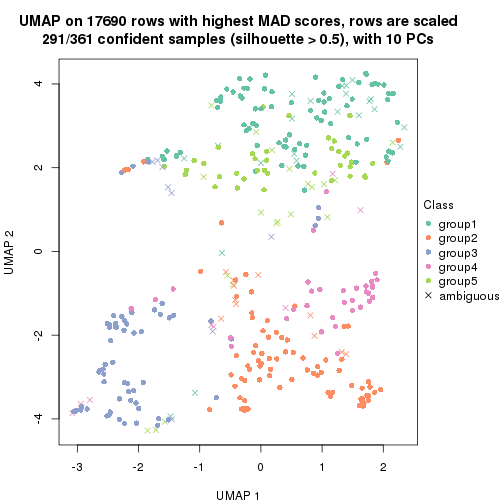 UMAP on 17690 rows with highest MAD scores, rows are scaled
291/361 confident samples (silhouette > 0.5), with 10 PCs
4
2
0
-2
-4
UMAP 2
-3
-2
-1
0
1
2
UMAP 1
Class
group1
group2
group3
group4
group5
ambiguous